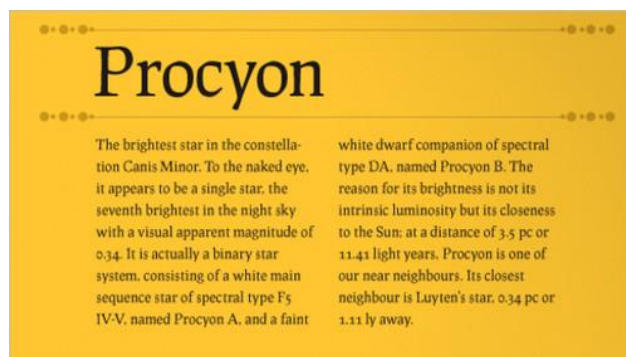 Procyon
The brightest star in the constella-
tion Canis Minor. To the naked eye,
it appears to be a single star, the
seventh brightest in the night sky
with a visual apparent magnitude of
0.34. It is actually a binary star
system, consisting of a white main
sequence star of spectral type F5
IV-V, named Procyon A, and a faint
white dwarf companion of spectral
type DA, named Procyon B. The
reason for its brightness is not its
intrinsic luminosity but its closeness
to the Sun; at a distance of 3.5 pc or
11.41 light years, Procyon is one of
our near neighbours. Its closest
neighbour is Luyten's star, 0.34 pc or
1.11 ly away.